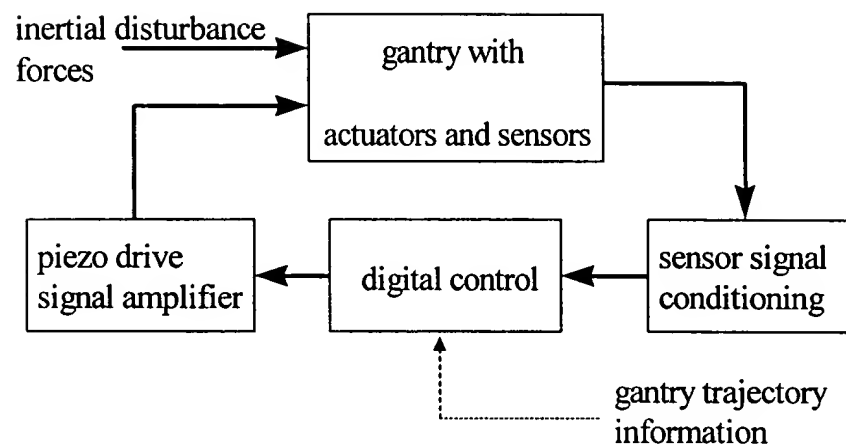 inertial disturbance
forces
gantry with
actuators and sensors
piezo drive
signal amplifier
digital control
sensor signal
conditioning
gantry trajectory
information